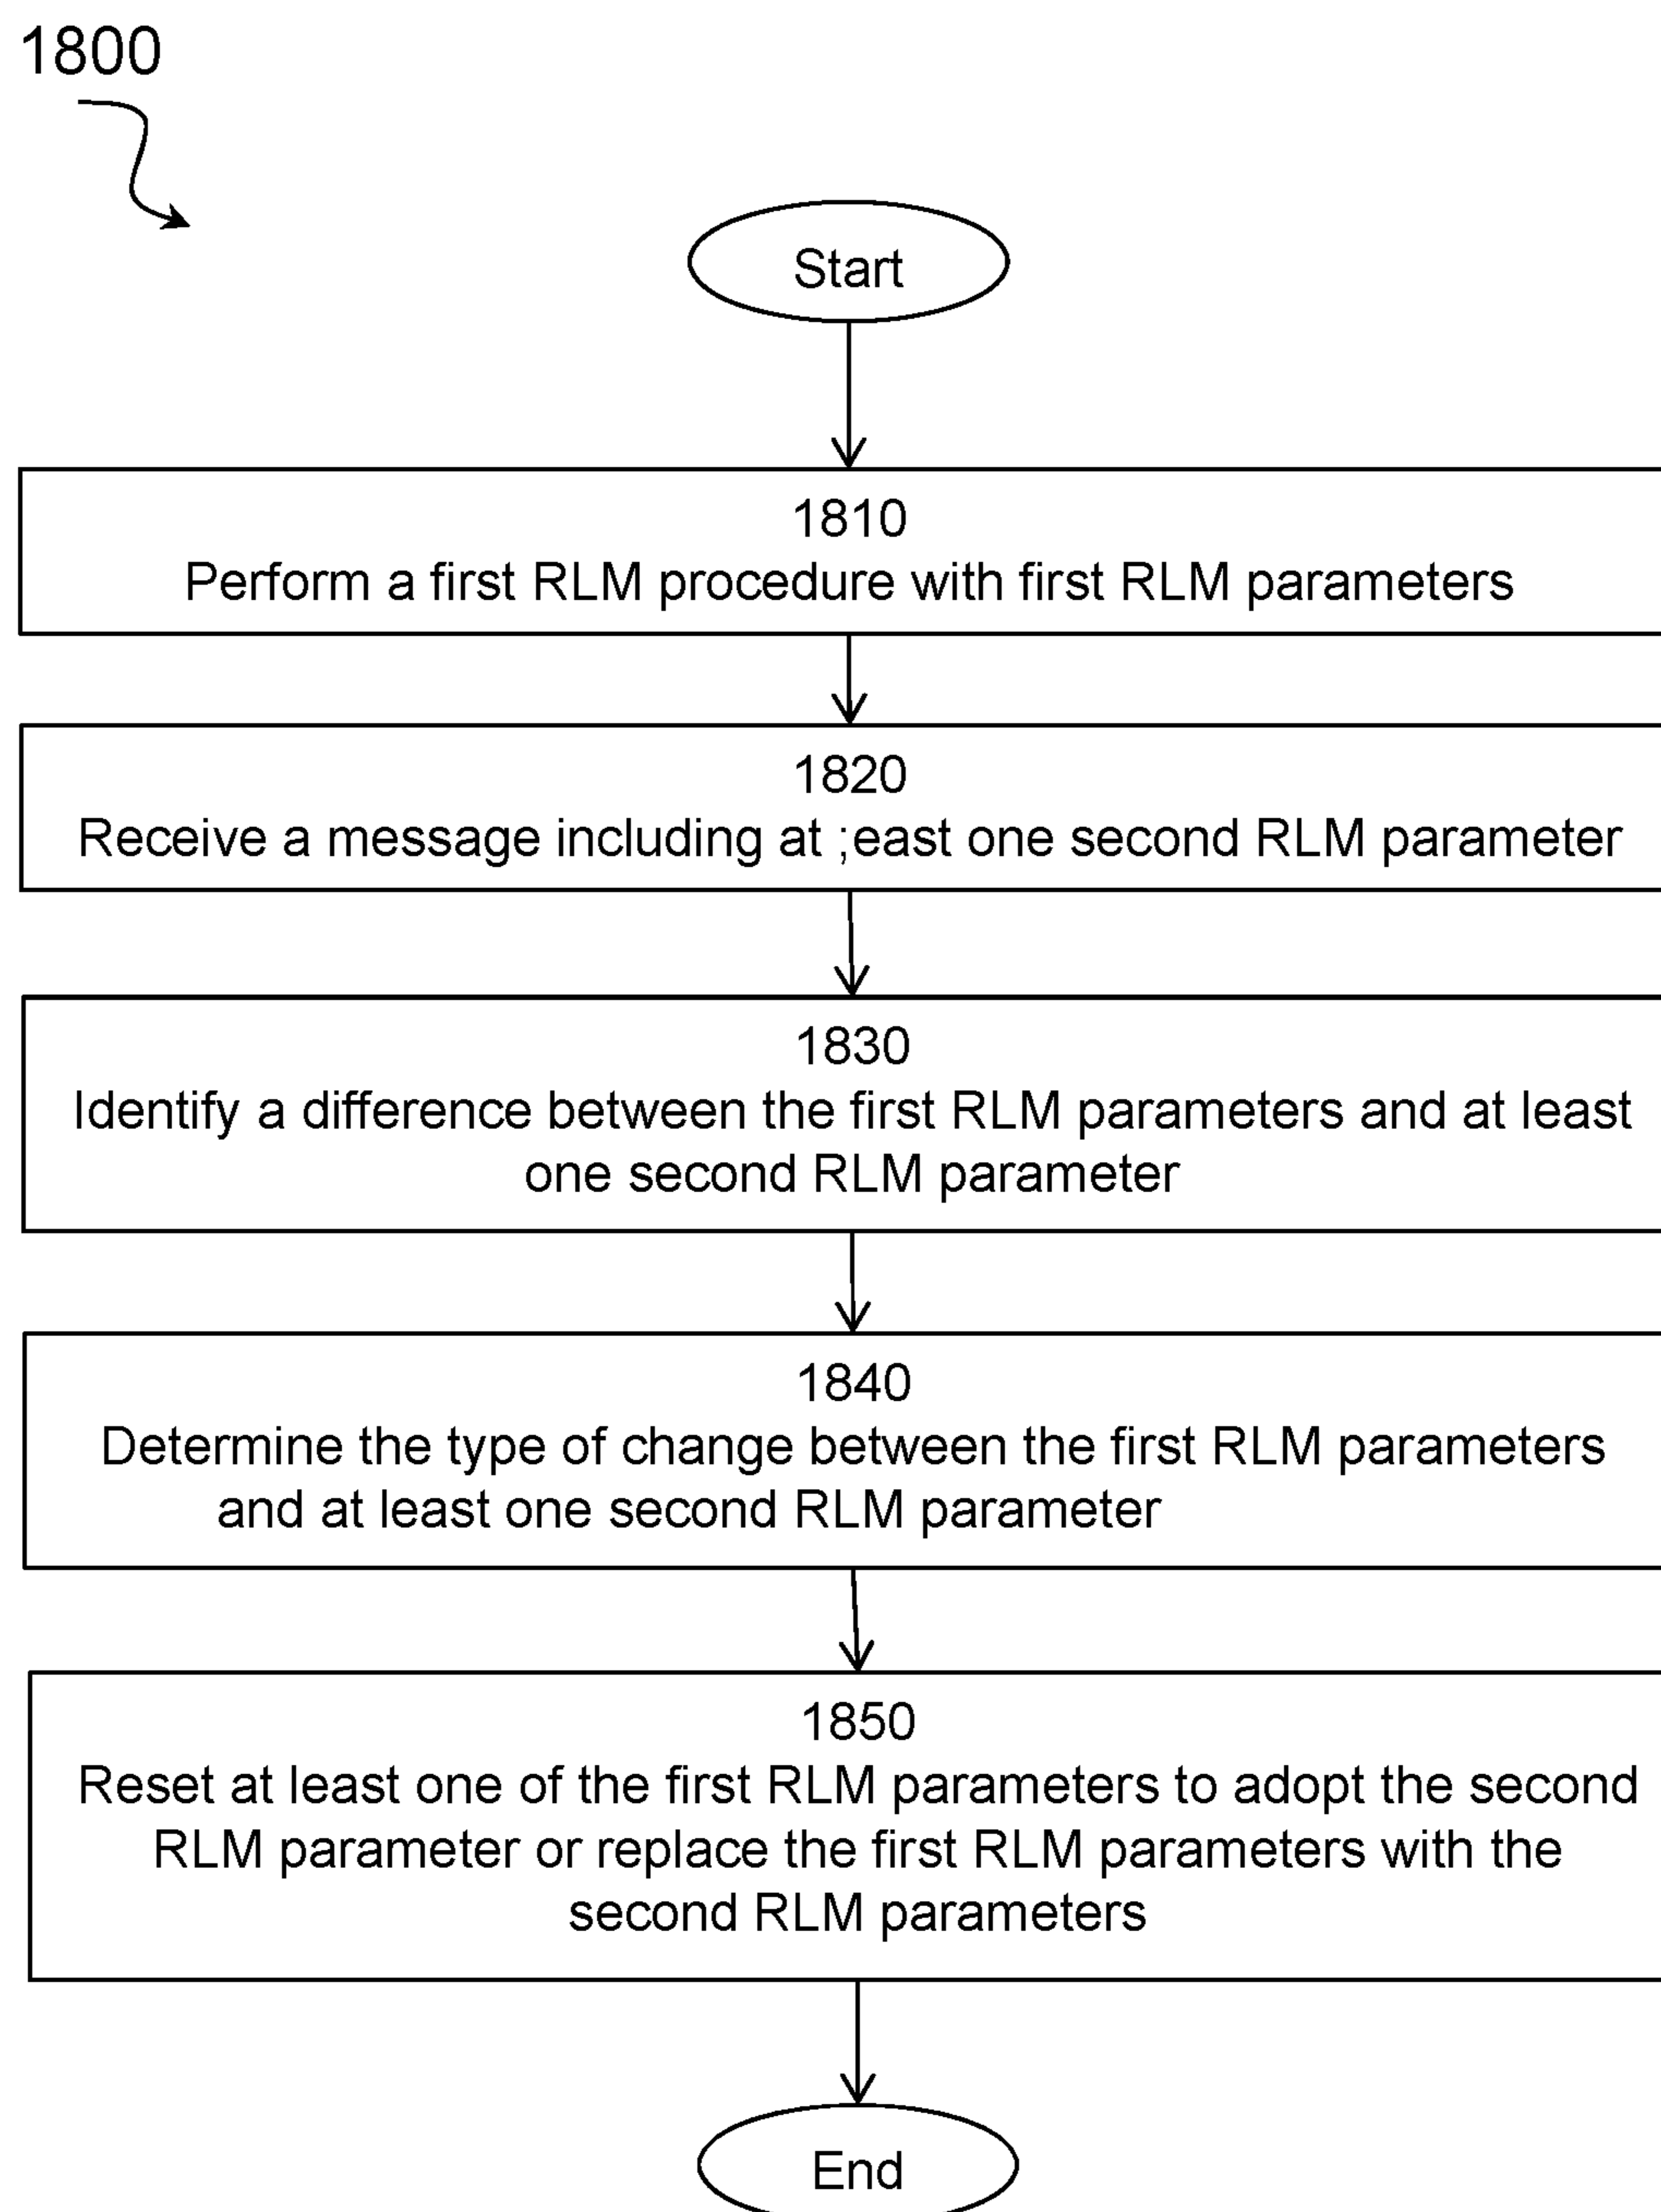 1800
Start
1810
Perform a first RLM procedure with first RLM parameters
1820
Receive a message including at ;east one second RLM parameter
1830
Identify a difference between the first RLM parameters and at least
one second RLM parameter
1840
Determine the type of change between the first RLM parameters
and at least one second RLM parameter
1850
Reset at least one of the first RLM parameters to adopt the second
RLM parameter or replace the first RLM parameters with the
second RLM parameters
End